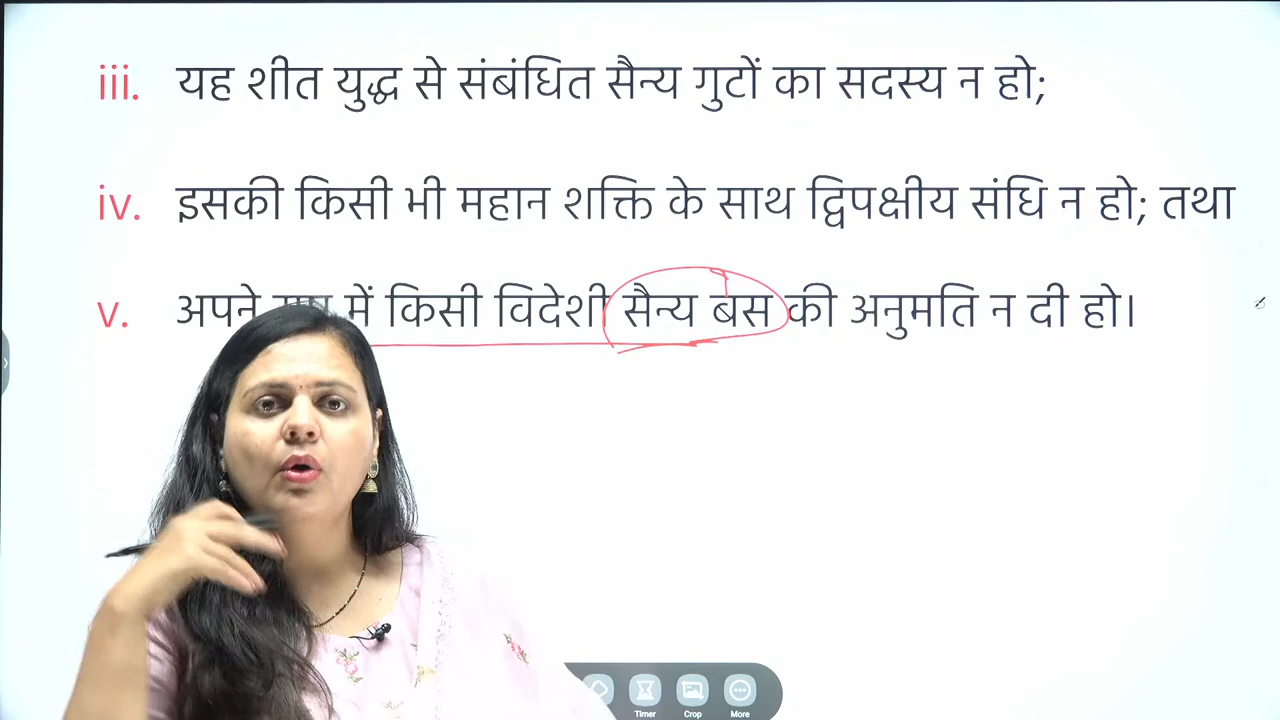 iii. यह शीत युद्ध से संबंधित सैन्य गुटों का सदस्य न हो;
iv. इसकी किसी भी महान शक्ति के साथ द्विपक्षीय संधि न हो; तथा
v. अपने में किसी विदेशी सैन्य बस की अनुमति न दी हो।
Timer Crop More